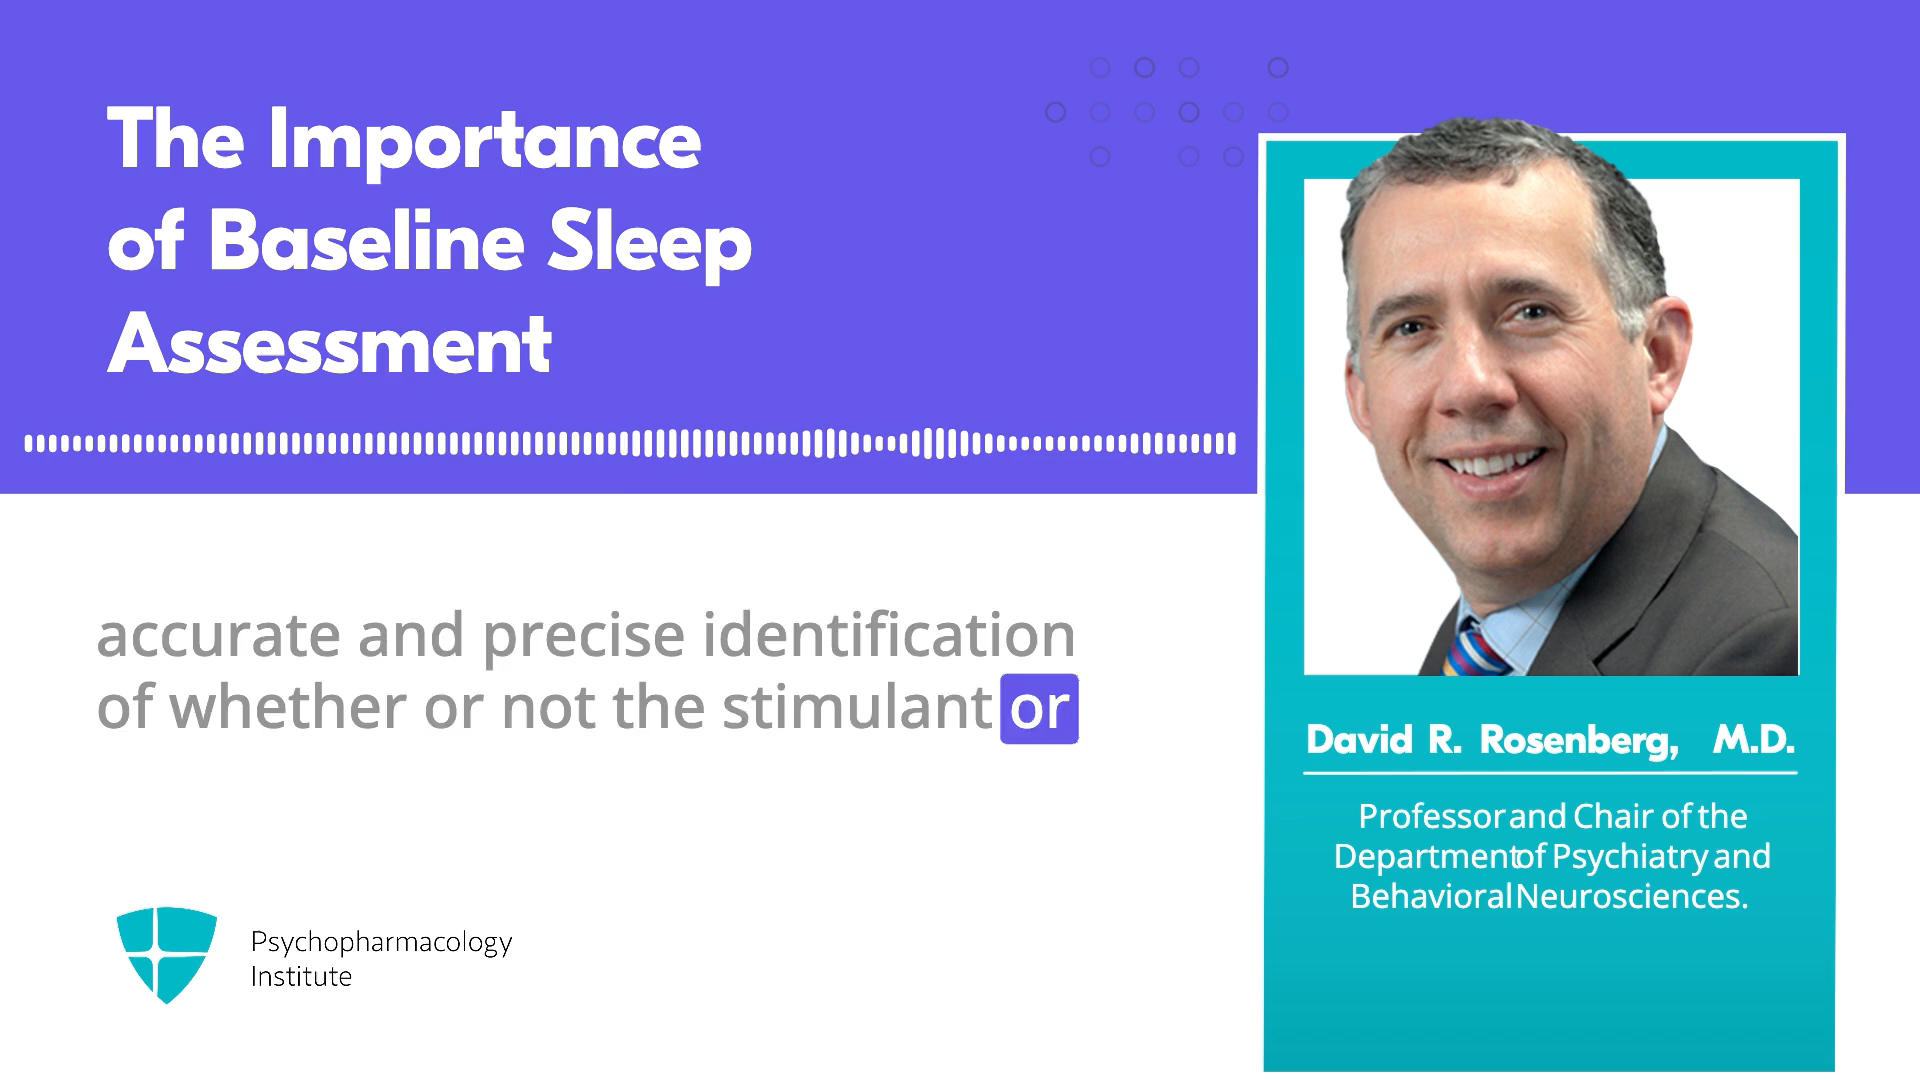 The Importance
of Baseline Sleep
Assessment
accurate and precise identification
of whether or not the stimulant or
David R. Rosenberg, M.D.
Professor and Chair of the
Department of Psychiatry and
Behavioral Neurosciences.
Psychopharmacology
Institute